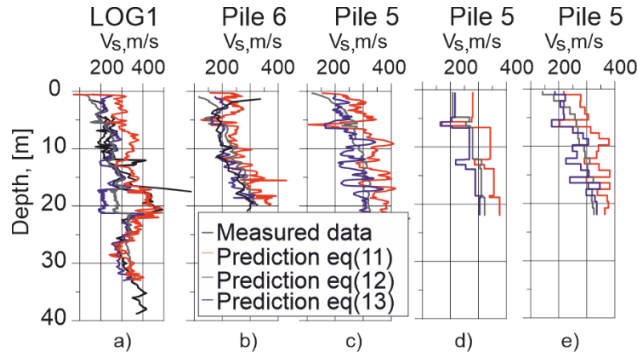 LOG1 Pile 6 Pile 5 Pile 5 Pile 5
Vs,m/s Vs,m/s Vs,m/s Vs,m/s Vs,m/s
200 400 200 400 200 400 0 200 400 0 200 400
Depth, [m]
0
10
20
30
40
Measured data
Prediction eq(11)
Prediction eq(12)
Prediction eq(13)
a) b) c) d) e)